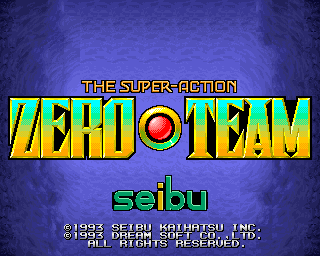 THE SUPER-ACTION
ZERO TEAM
seibu
©1993 SEIBU KAIHATSU INC.
©1993 DREAM SOFT CO.,LTD.
ALL RIGHTS RESERVED.